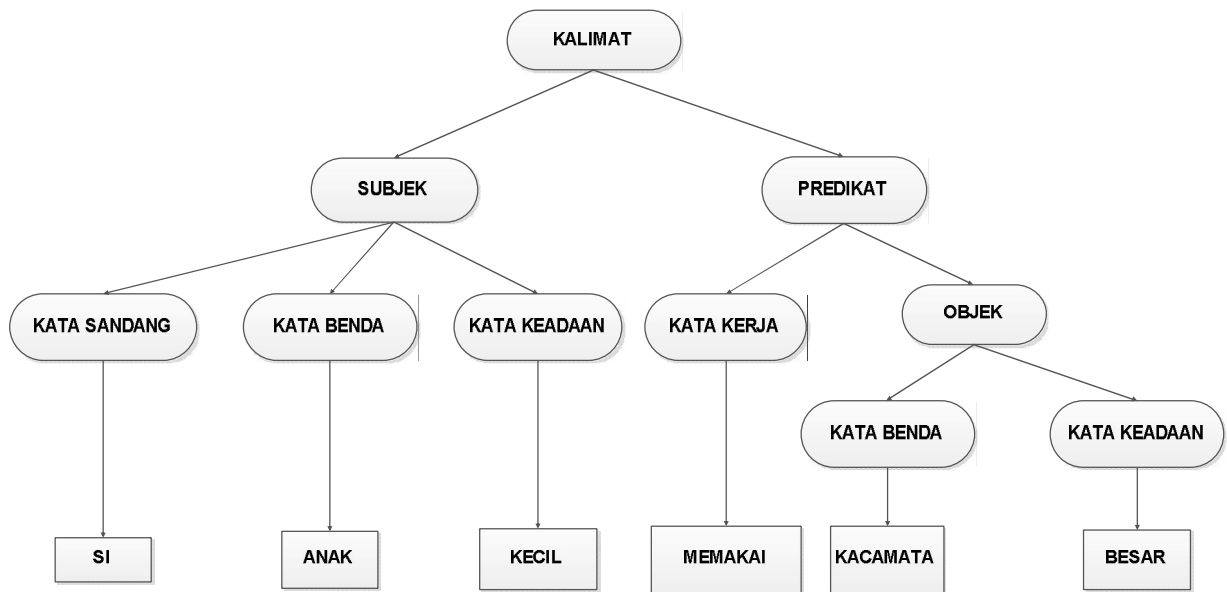 KALIMAT
SUBJEK
PREDIKAT
KATA SANDANG
KATA BENDA
KATA KEADAAN
KATA KERJA
OBJEK
KATA BENDA
KATA KEADAAN
SI
ANAK
KECIL
MEMAKAI
KACAMATA
BESAR